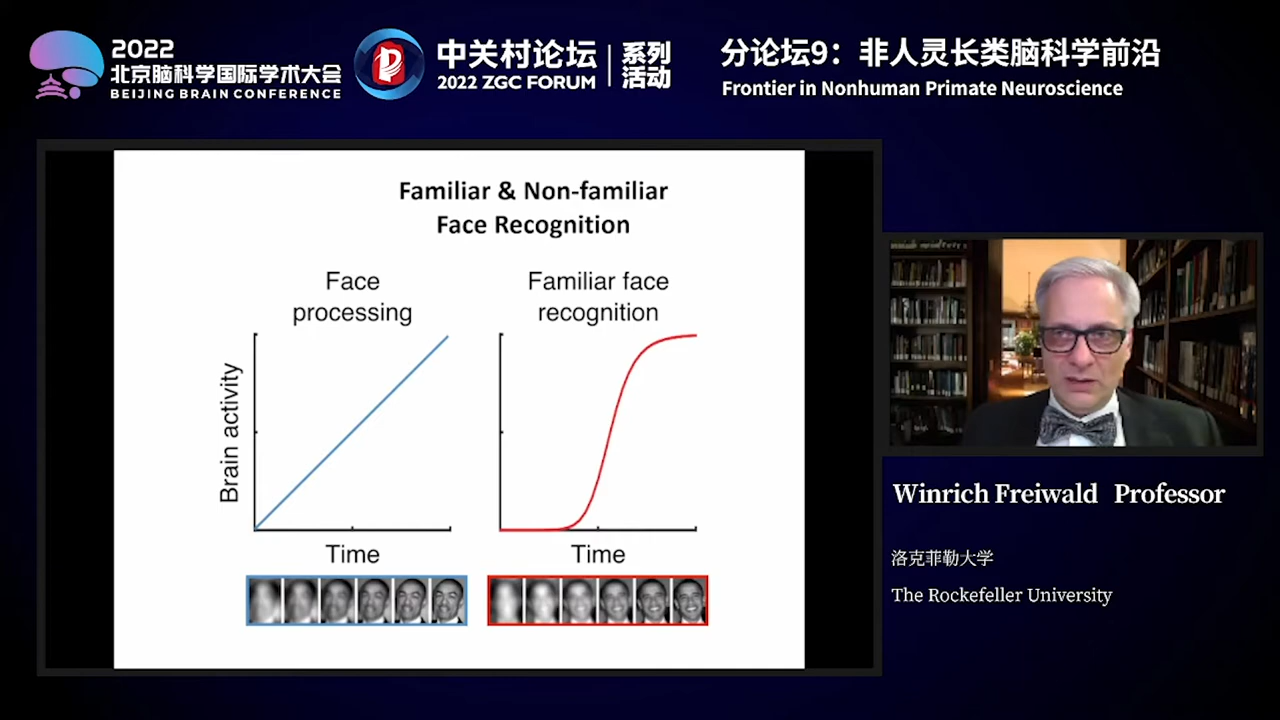 2022
北京脑科学国际学术大会
BEIJING BRAIN CONFERENCE
中关村论坛
2022 ZGC FORUM
系列
活动
分论坛9：非人灵长类脑科学前沿
Frontier in Nonhuman Primate Neuroscience
Familiar & Non-familiar
Face Recognition
Face
processing
Familiar face
recognition
Brain activity
Time
Time
Winrich Freiwald Professor
洛克菲勒大学
The Rockefeller University